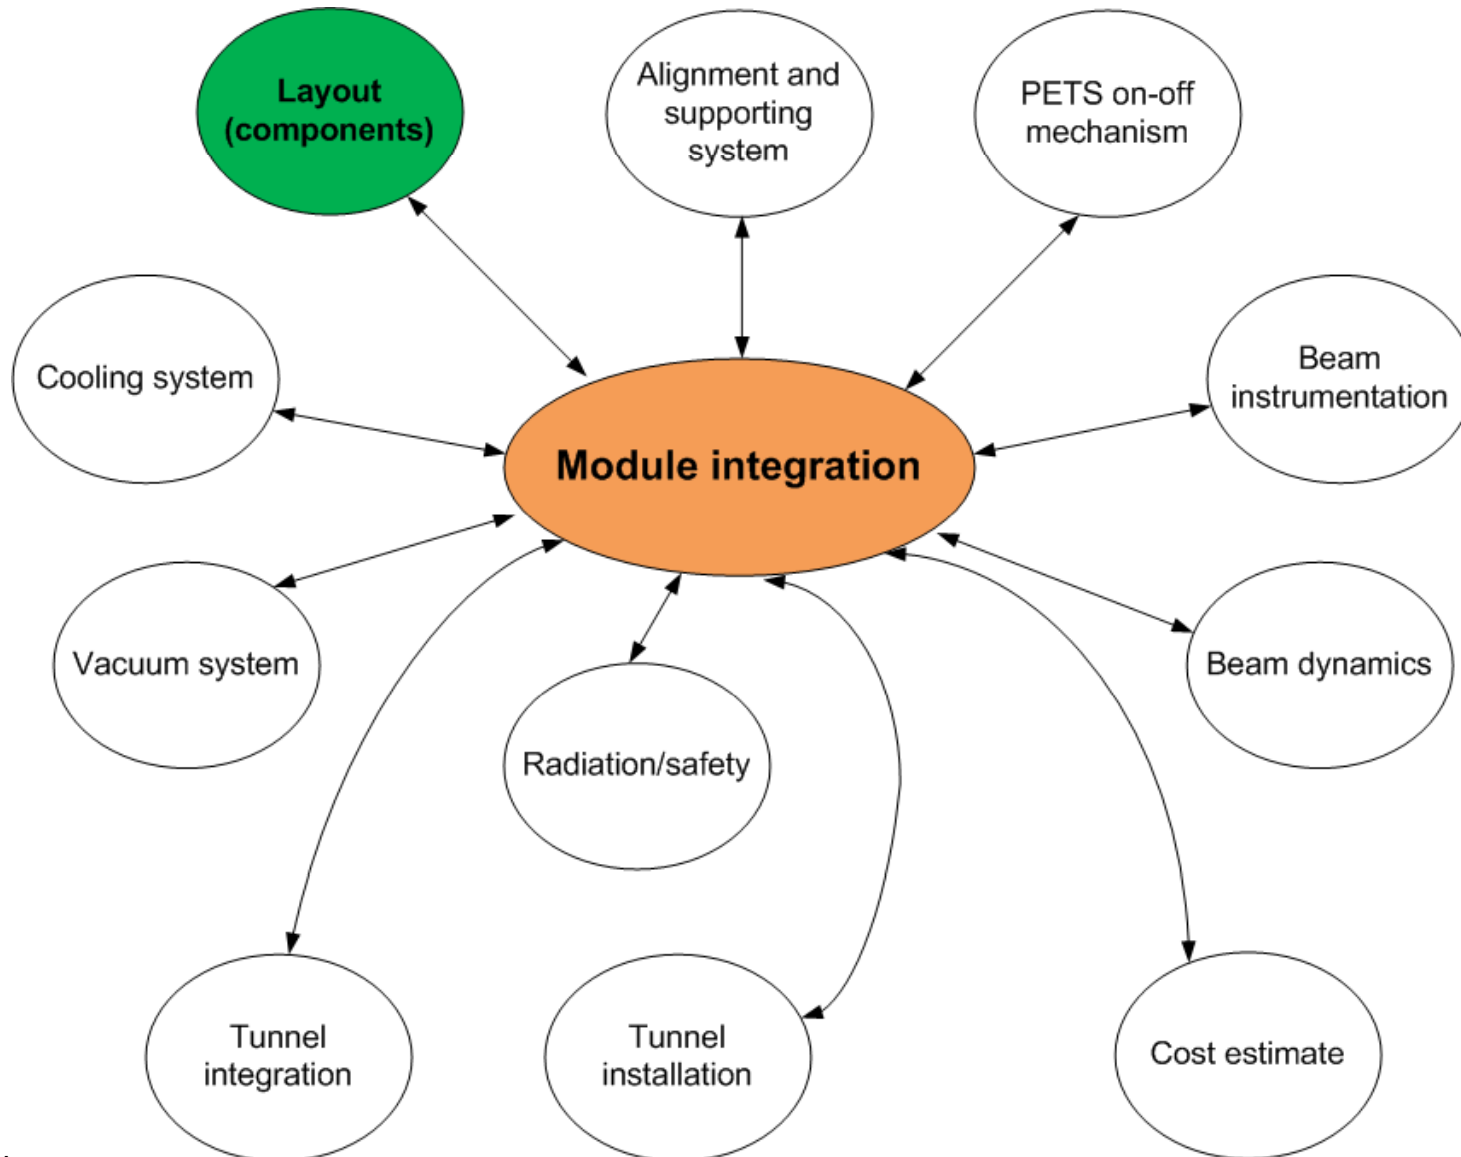 Layout
(components)
Alignment and
supporting
system
PETS on-off
mechanism
Cooling system
Beam
instrumentation
Module integration
Vacuum system
Beam dynamics
Radiation/safety
Tunnel
integration
Tunnel
installation
Cost estimate